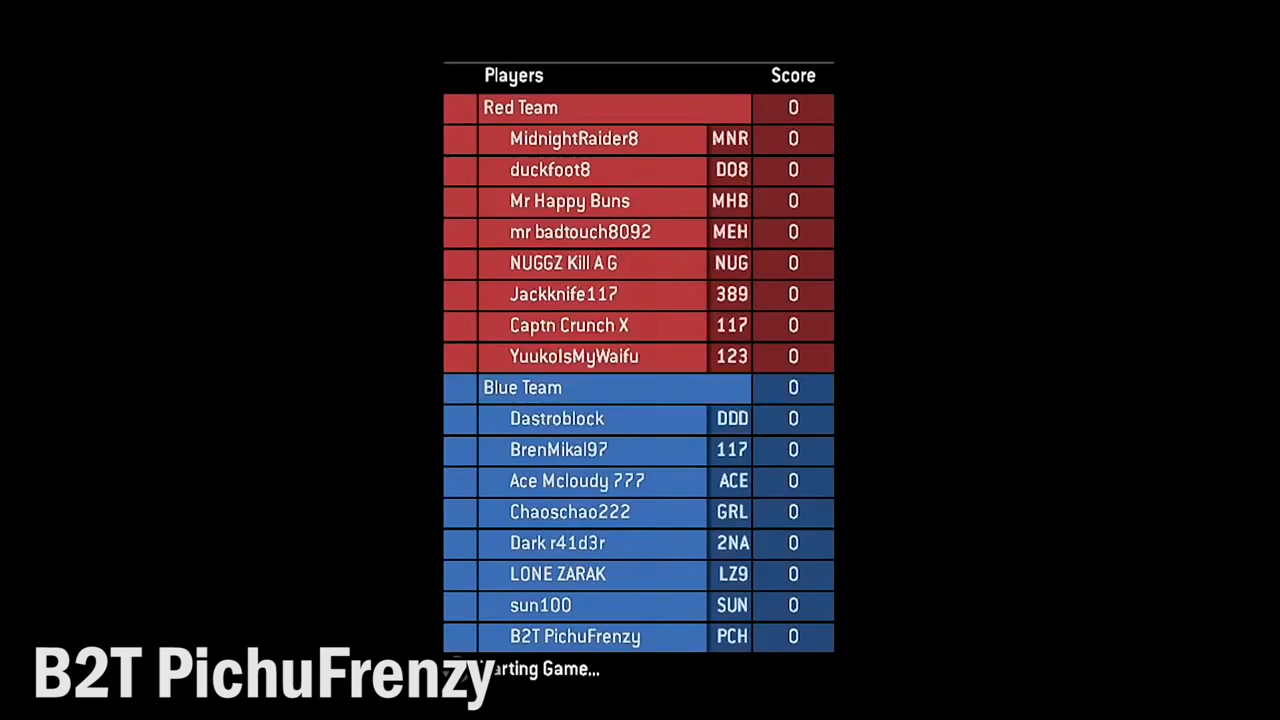 Players Score
Red Team 0
MidnightRaider8 MNR 0
duckfoot8 DO8 0
Mr Happy Buns MHB 0
mr badtouch8092 MEH 0
NUGGZ Kill A G NUG 0
Jackknife117 389 0
Captn Crunch X 117 0
YuukoIsMyWaifu 123 0
Blue Team 0
Dastroblock DDD 0
BrenMikal97 117 0
Ace Mcloudy 777 ACE 0
Chaoschao222 GRL 0
Dark r41d3r 2NA 0
LONE ZARAK LZ9 0
sun100 SUN 0
B2T PichuFrenzy PCH 0
arting Game...
B2T PichuFrenzy